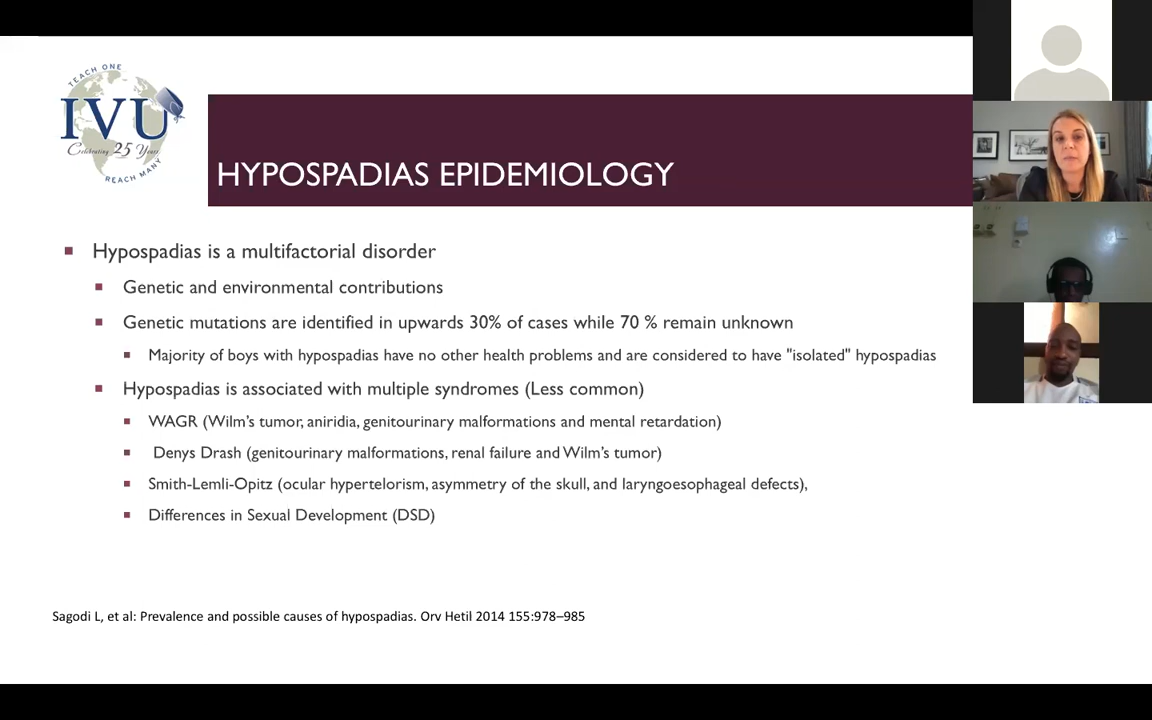 TEACH ONE
IVU
Celebrating 25 Years
REACH MANY
HYPOSPADIAS EPIDEMIOLOGY
Hypospadias is a multifactorial disorder
Genetic and environmental contributions
Genetic mutations are identified in upwards 30% of cases while 70 % remain unknown
Majority of boys with hypospadias have no other health problems and are considered to have "isolated" hypospadias
Hypospadias is associated with multiple syndromes (Less common)
WAGR (Wilm's tumor, aniridia, genitourinary malformations and mental retardation)
Denys Drash (genitourinary malformations, renal failure and Wilm's tumor)
Smith-Lemli-Opitz (ocular hypertelorism, asymmetry of the skull, and laryngoesophageal defects),
Differences in Sexual Development (DSD)
Sagodi L, et al: Prevalence and possible causes of hypospadias. Orv Hetil 2014 155:978–985